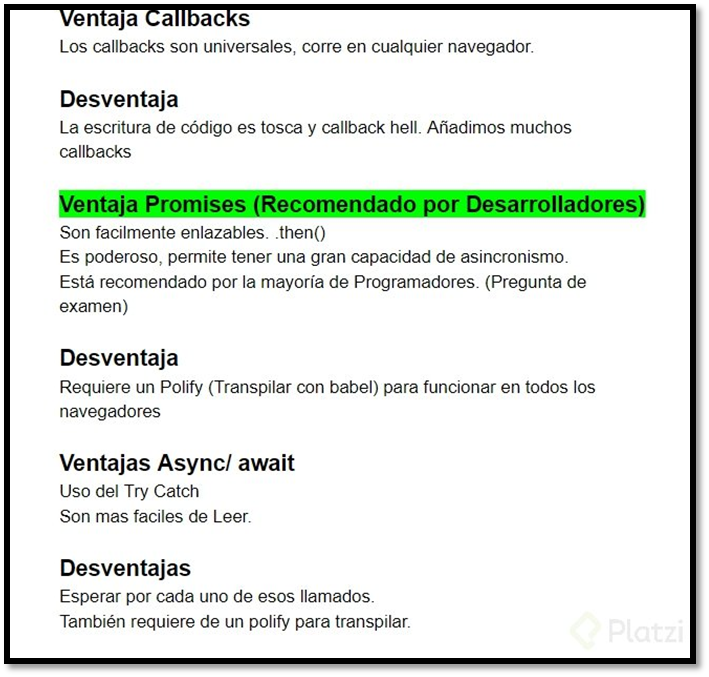 Ventaja Callbacks
Los callbacks son universales, corre en cualquier navegador.
Desventaja
La escritura de código es tosca y callback hell. Añadimos muchos
callbacks
Ventaja Promises (Recomendado por Desarrolladores)
Son facilmente enlazables. .then()
Es poderoso, permite tener una gran capacidad de asincronismo.
Está recomendado por la mayoría de Programadores. (Pregunta de
examen)
Desventaja
Requiere un Polify (Transpilar con babel) para funcionar en todos los
navegadores
Ventajas Async/ await
Uso del Try Catch
Son mas faciles de Leer.
Desventajas
Esperar por cada uno de esos llamados.
También requiere de un polify para transpilar.
Platzi